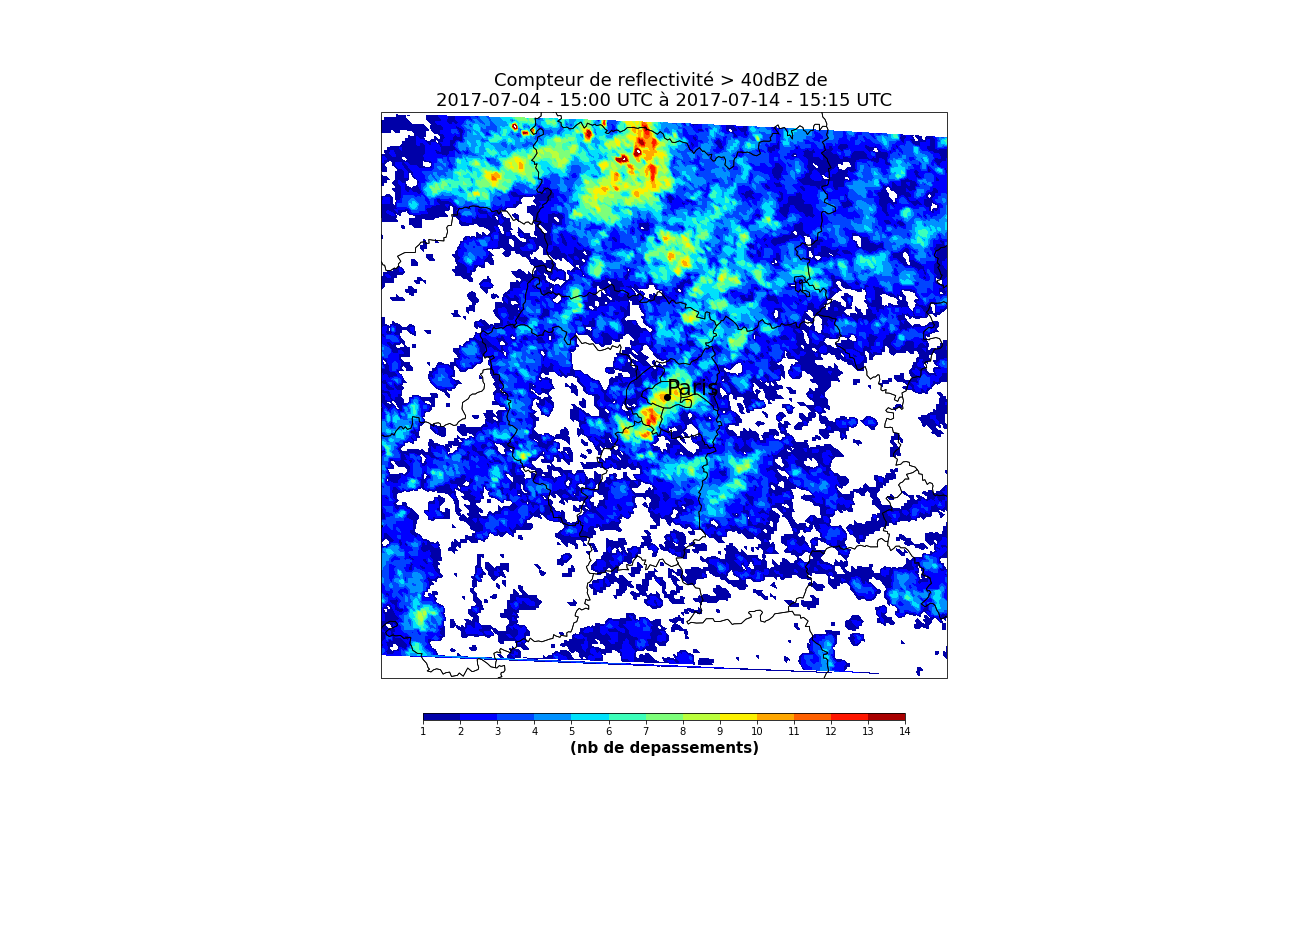 Compteur de reflectivité > 40dBZ de
2017-07-04 - 15:00 UTC à 2017-07-14 - 15:15 UTC
Paris
1 2 3 4 5 6 7 8 9 10 11 12 13 14
(nb de depassements)